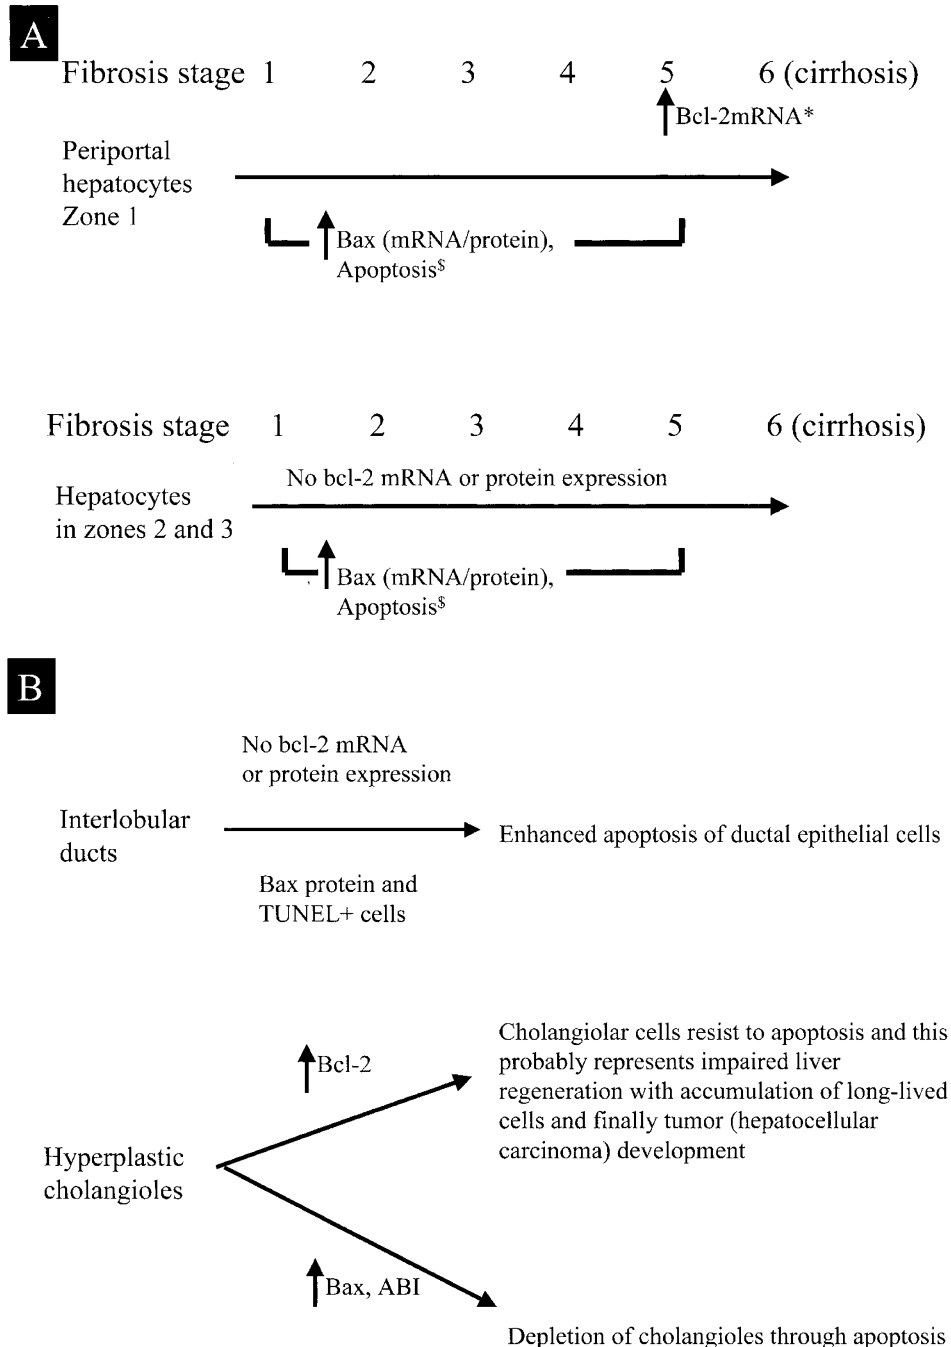 A
Fibrosis stage 1 2 3 4 5 6 (cirrhosis)
Bcl-2mRNA*
Periportal
hepatocytes
Zone 1
Bax (mRNA/protein),
Apoptosis$
Fibrosis stage 1 2 3 4 5 6 (cirrhosis)
No bcl-2 mRNA or protein expression
Hepatocytes
in zones 2 and 3
Bax (mRNA/protein),
Apoptosis$
B
No bcl-2 mRNA
or protein expression
Interlobular
ducts
Enhanced apoptosis of ductal epithelial cells
Bax protein and
TUNEL+ cells
Cholangiolar cells resist to apoptosis and this
probably represents impaired liver
regeneration with accumulation of long-lived
cells and finally tumor (hepatocellular
carcinoma) development
Bcl-2
Hyperplastic
cholangioles
Bax, ABI
Depletion of cholangioles through apoptosis